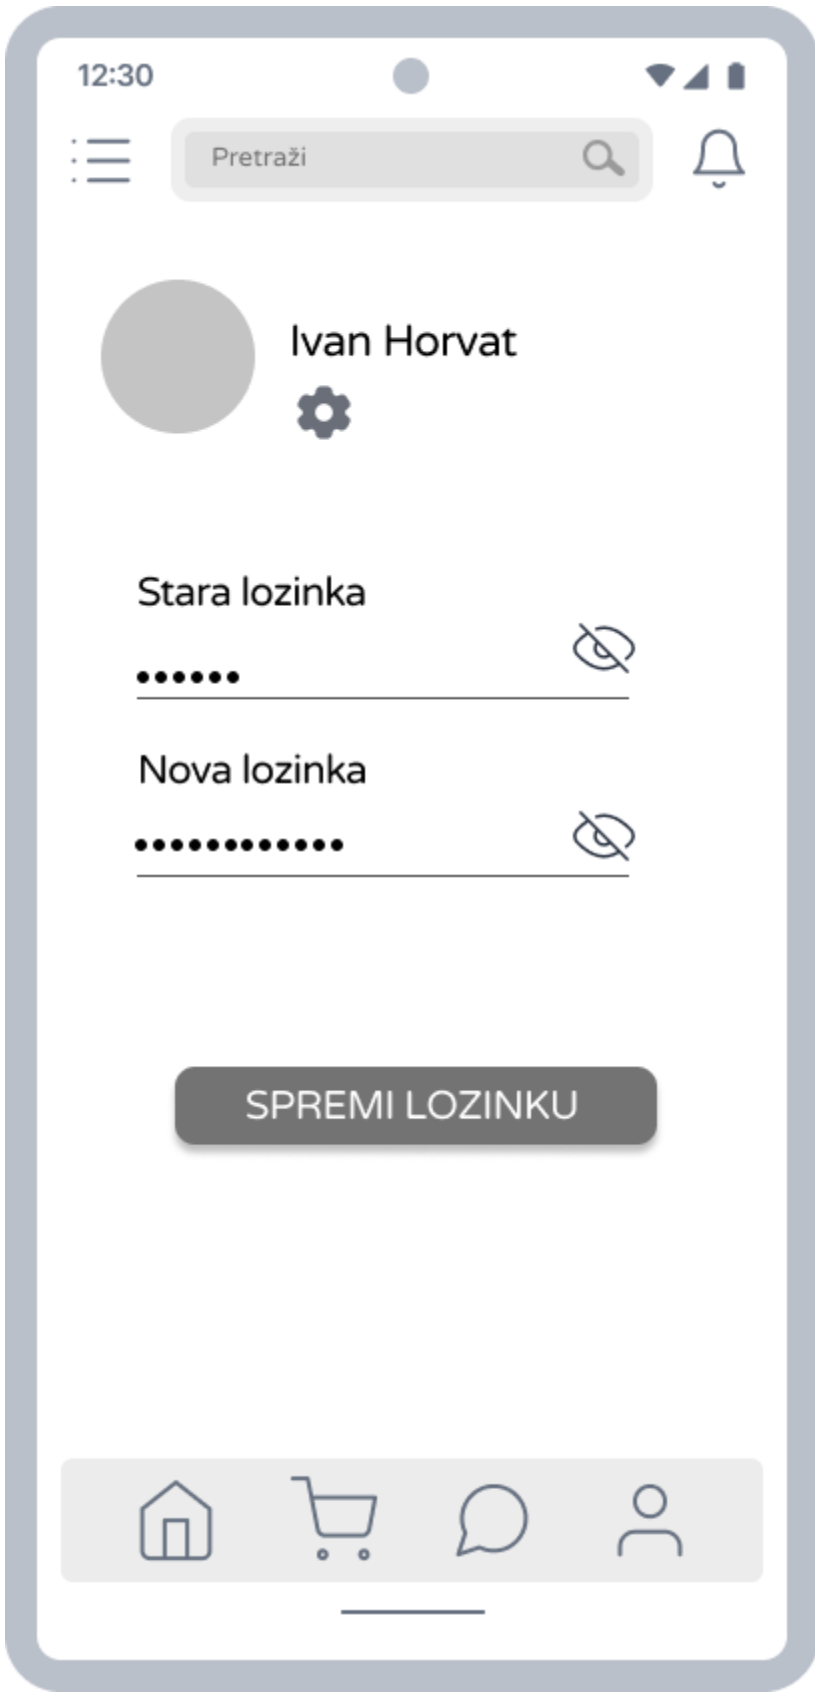 12:30
Pretraži
Ivan Horvat
Stara lozinka
••••••
Nova lozinka
••••••••••••
SPREMI LOZINKU